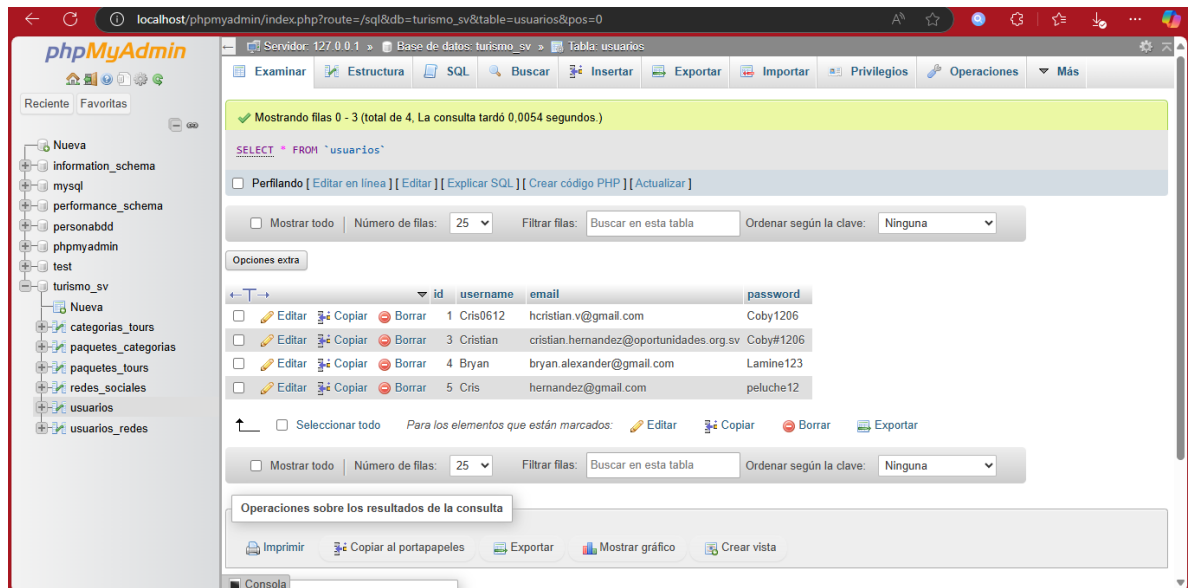 localhost/phpmyadmin/index.php?route=/sql&db=turismo_sv&table=usuarios&pos=0
phpMyAdmin
Reciente Favoritas
Nueva
information_schema
mysql
performance_schema
personabdd
phpmyadmin
test
turismo_sv
Nueva
categorias_tours
paquetes_categorias
paquetes_tours
redes_sociales
usuarios
usuarios_redes
Servidor: 127.0.0.1 » Base de datos: turismo_sv » Tabla: usuarios
Examinar Estructura SQL Buscar Insertar Exportar Importar Privilegios Operaciones Más
Mostrando filas 0 - 3 (total de 4, La consulta tardó 0,0054 segundos.)
SELECT * FROM `usuarios`
Perfilando [ Editar en línea ] [ Editar ] [ Explicar SQL ] [ Crear código PHP ] [ Actualizar ]
Mostrar todo | Número de filas: 25 Filtrar filas: Buscar en esta tabla Ordenar según la clave: Ninguna
Opciones extra
←T→ id username email password
Editar Copiar Borrar 1 Cris0612 hcristian.v@gmail.com Coby1206
Editar Copiar Borrar 3 Cristian cristian.hernandez@oportunidades.org.sv Coby#1206
Editar Copiar Borrar 4 Bryan bryan.alexander@gmail.com Lamine123
Editar Copiar Borrar 5 Cris hernandez@gmail.com peluche12
Seleccionar todo Para los elementos que están marcados: Editar Copiar Borrar Exportar
Mostrar todo | Número de filas: 25 Filtrar filas: Buscar en esta tabla Ordenar según la clave: Ninguna
Operaciones sobre los resultados de la consulta
Imprimir Copiar al portapapeles Exportar Mostrar gráfico Crear vista
Consola